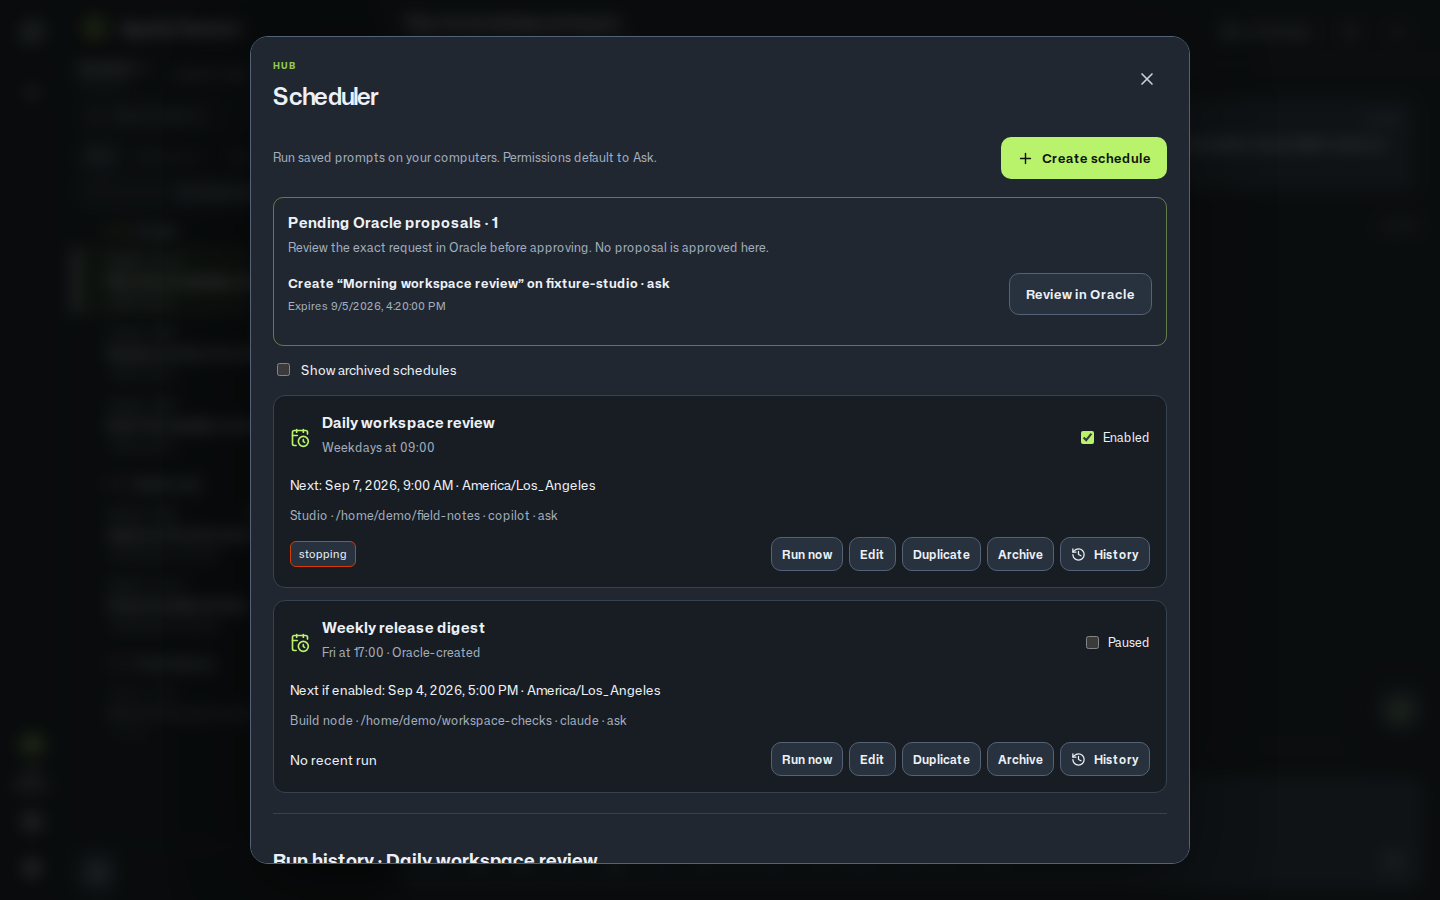 HUB
Scheduler
Run saved prompts on your computers. Permissions default to Ask.
Create schedule
Pending Oracle proposals · 1
Review the exact request in Oracle before approving. No proposal is approved here.
Create “Morning workspace review” on fixture-studio · ask
Expires 9/5/2026, 4:20:00 PM
Review in Oracle
Show archived schedules
Daily workspace review
Weekdays at 09:00
Enabled
Next: Sep 7, 2026, 9:00 AM · America/Los_Angeles
Studio · /home/demo/field-notes · copilot · ask
stopping
Run now
Edit
Duplicate
Archive
History
Weekly release digest
Fri at 17:00 · Oracle-created
Paused
Next if enabled: Sep 4, 2026, 5:00 PM · America/Los_Angeles
Build node · /home/demo/workspace-checks · claude · ask
No recent run
Run now
Edit
Duplicate
Archive
History
Run history · Daily workspace review